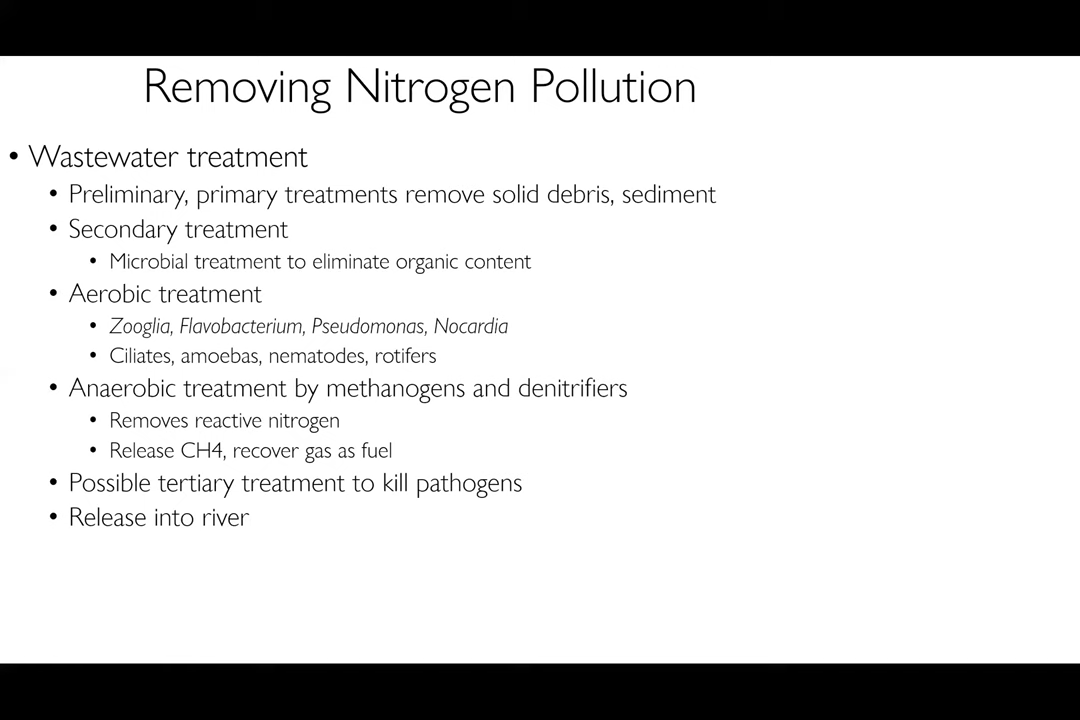 Removing Nitrogen Pollution
• Wastewater treatment
• Preliminary, primary treatments remove solid debris, sediment
• Secondary treatment
• Microbial treatment to eliminate organic content
• Aerobic treatment
• Zooglia, Flavobacterium, Pseudomonas, Nocardia
• Ciliates, amoebas, nematodes, rotifers
• Anaerobic treatment by methanogens and denitrifiers
• Removes reactive nitrogen
• Release CH4, recover gas as fuel
• Possible tertiary treatment to kill pathogens
• Release into river